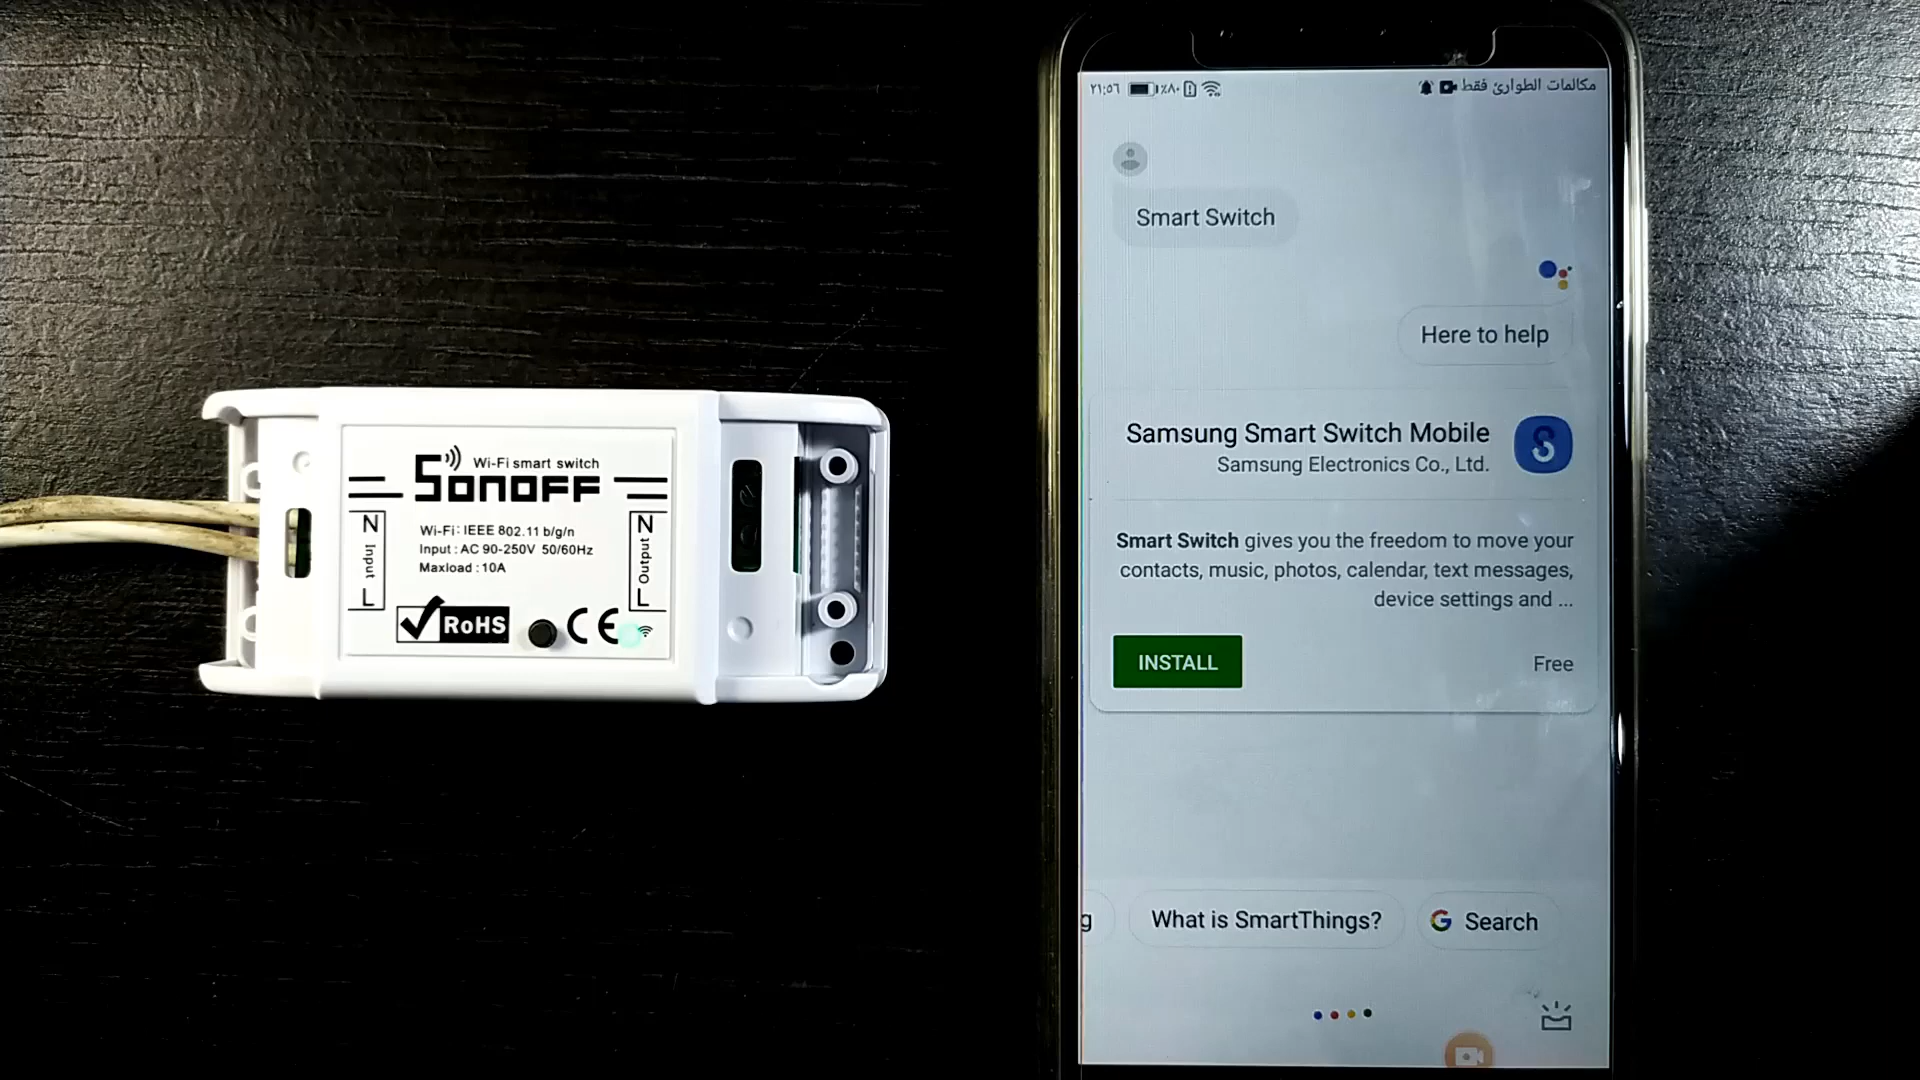 Wi-Fi smart switch
SONOFF
N Input L
Wi-Fi: IEEE 802.11 b/g/n
Input : AC 90-250V 50/60Hz
Maxload : 10A
N Output L
RoHS
CE
٢١:٥٦
٪٨٠
مكالمات الطوارئ فقط
Smart Switch
Here to help
Samsung Smart Switch Mobile
Samsung Electronics Co., Ltd.
S
Smart Switch gives you the freedom to move your
contacts, music, photos, calendar, text messages,
device settings and ...
INSTALL
Free
g
What is SmartThings?
G Search